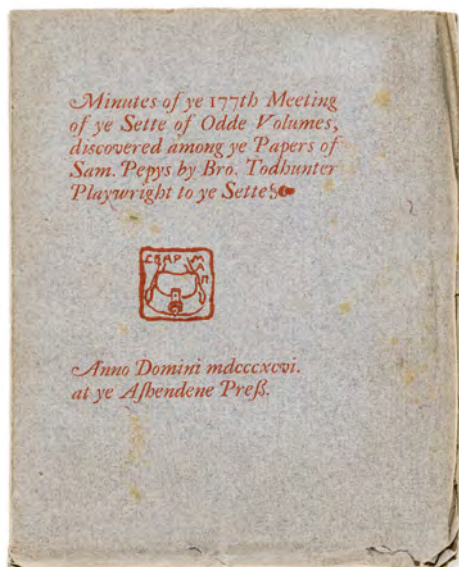 Minutes of ye 177th Meeting
of ye Sette of Odde Volumes,
discovered among ye Papers of
Sam. Pepys by Bro. Todhunter
Playwright to ye Sette
CHAPMAN
Anno Domini mdcccxcvi.
at ye Aſhendene Preß.